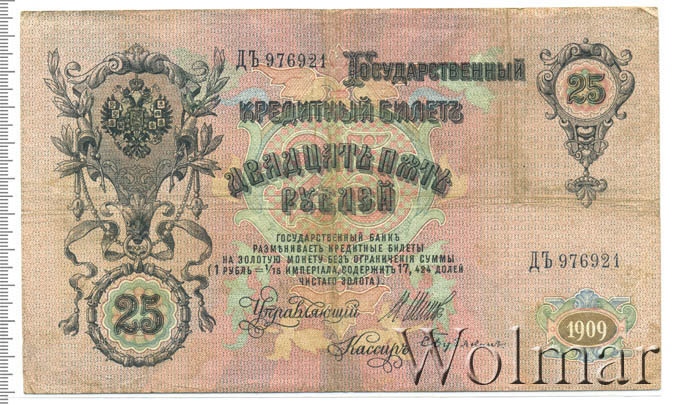 ДЪ 976921
Государственный
25
Кредитный Билетъ
Двадцать пять
рублей
Государственный Банкъ
размѣниваетъ кредитные билеты
на золотую монету безъ ограниченія суммы
(1 рубль = 1/15 имперіала, содержитъ 17,424 долей
чистаго золота)
ДЪ 976921
25
Управляющій
Кассиръ
1909
Wolmar